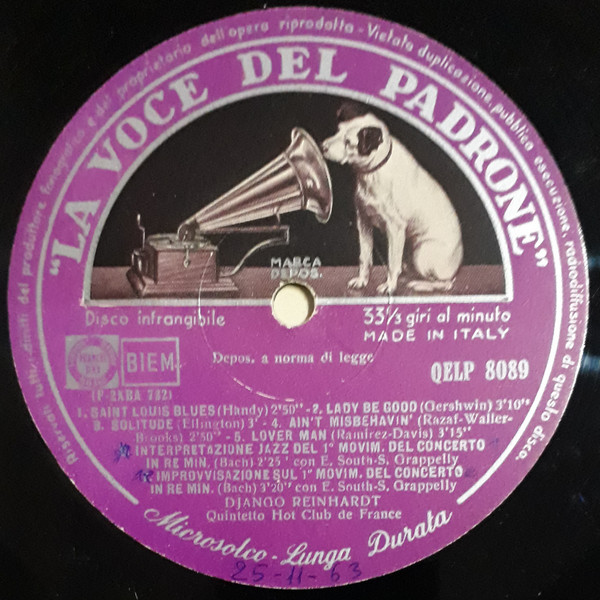 Riservati tutti i diritti del produttore fonografico e del proprietario dell'opera riprodotta - Vietata duplicazione, pubblica esecuzione, radiodiffusione di questo disco.
"LA VOCE DEL PADRONE"
MARCA
DEPOS.
Disco infrangibile
33⅓ giri al minuto
MADE IN ITALY
Depos. a norma di legge
BIEM
QELP 8089
(F-2XBA 732)
1. SAINT LOUIS BLUES (Handy) 2'50" - 2. LADY BE GOOD (Gershwin) 3'10"
3. SOLITUDE (Ellington) 3' - 4. AIN'T MISBEHAVIN' (Razaf-Waller-
Brooks) 2'50" - 5. LOVER MAN (Ramirez-Davis) 3'15"
INTERPRETAZIONE JAZZ DEL 1° MOVIM. DEL CONCERTO
IN RE MIN. (Bach) 2'25" con E. South-S. Grappelly
IMPROVVISAZIONE SUL 1° MOVIM. DEL CONCERTO
IN RE MIN. (Bach) 3'20" con E. South-S. Grappelly
DJANGO REINHARDT
Quintetto Hot Club de France
Microsolco - Lunga Durata
25-11-63